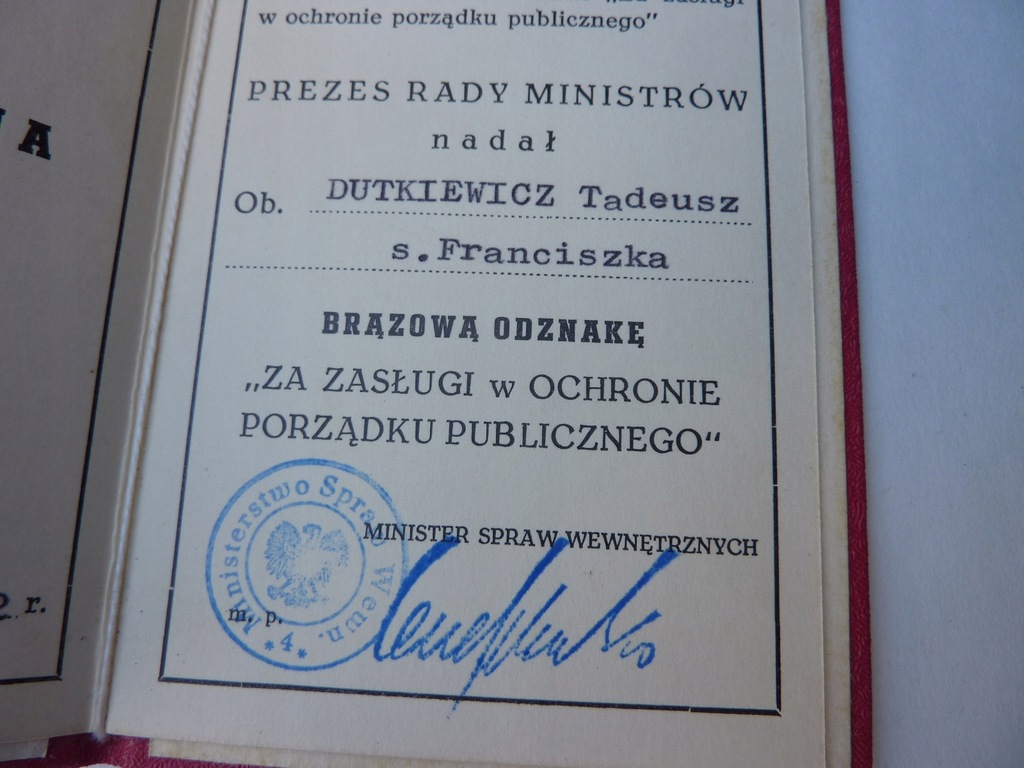 w ochronie porządku publicznego"
PREZES RADY MINISTRÓW
nadał
Ob. DUTKIEWICZ Tadeusz
s.Franciszka
BRĄZOWĄ ODZNAKĘ
„ZA ZASŁUGI w OCHRONIE
PORZĄDKU PUBLICZNEGO“
MINISTER SPRAW WEWNĘTRZNYCH
Ministerstwo Spraw Wewn.
*4*
m. p.
r.